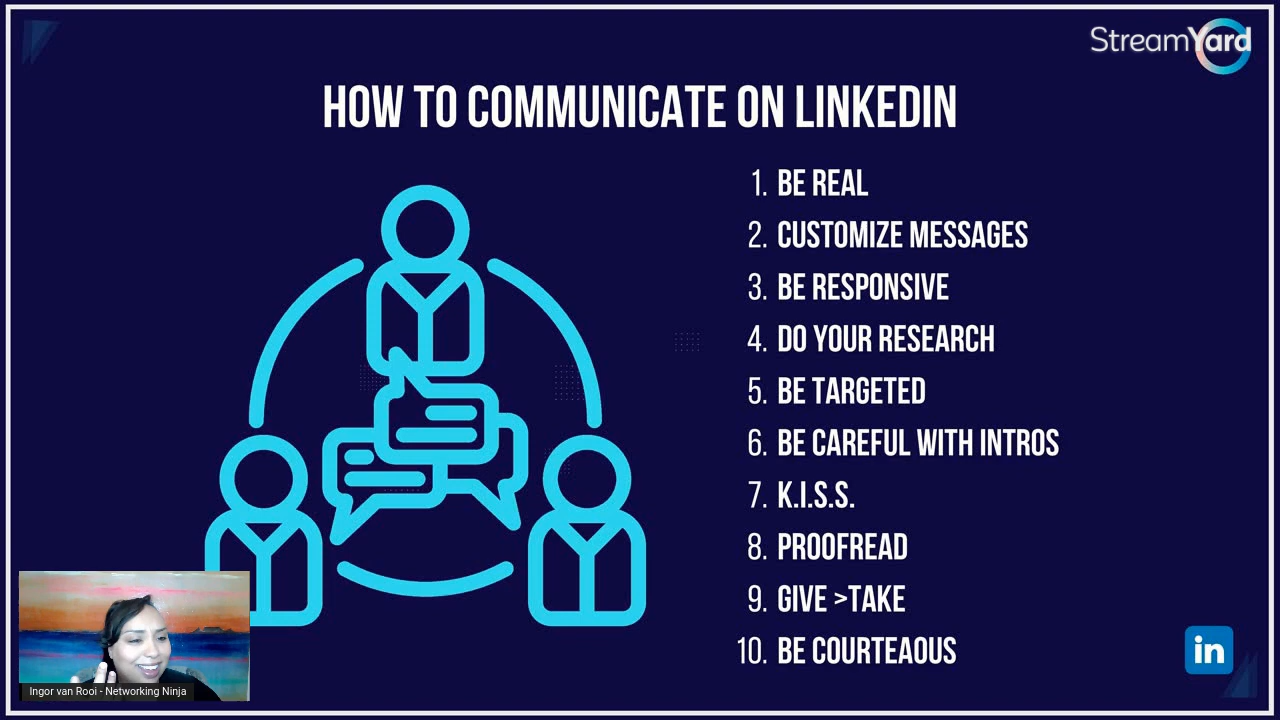 StreamYard
HOW TO COMMUNICATE ON LINKEDIN
1. BE REAL
2. CUSTOMIZE MESSAGES
3. BE RESPONSIVE
4. DO YOUR RESEARCH
5. BE TARGETED
6. BE CAREFUL WITH INTROS
7. K.I.S.S.
8. PROOFREAD
9. GIVE >TAKE
10. BE COURTEAOUS
in
Ingor van Rooi - Networking Ninja